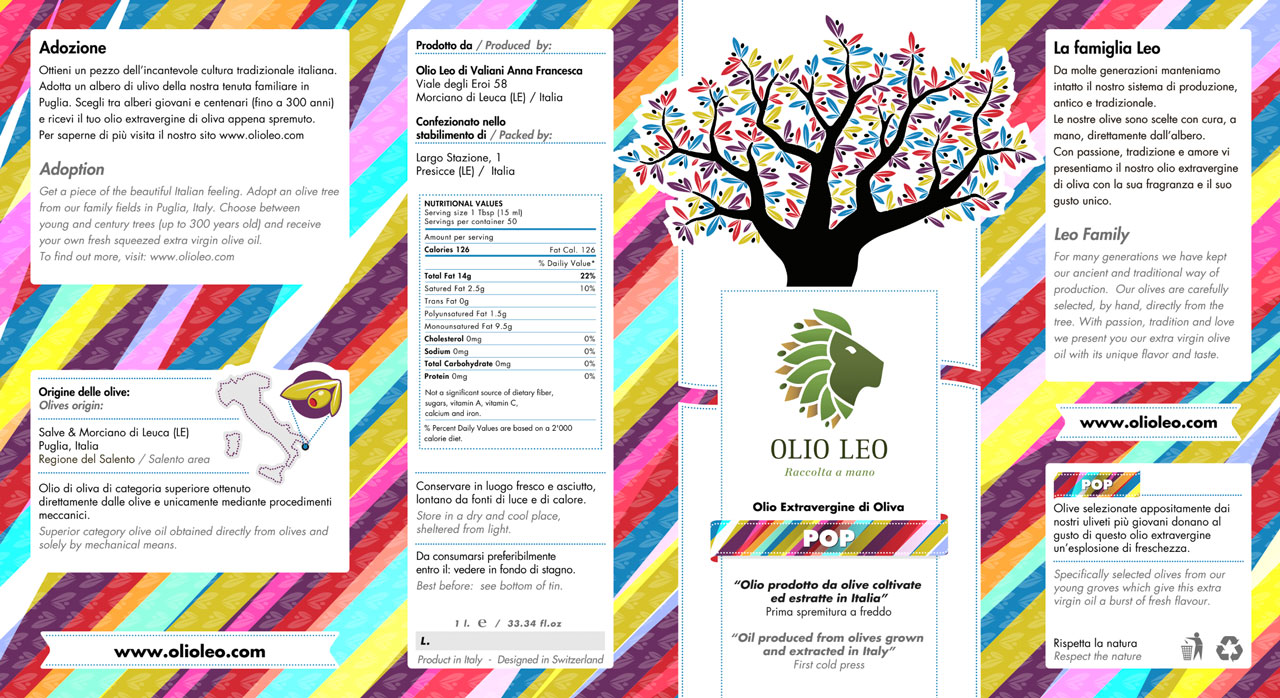 Adozione
Ottieni un pezzo dell'incantevole cultura tradizionale italiana.
Adotta un albero di ulivo della nostra tenuta familiare in
Puglia. Scegli tra alberi giovani e centenari (fino a 300 anni)
e ricevi il tuo olio extravergine di oliva appena spremuto.
Per saperne di più visita il nostro sito www.olioleo.com
Adoption
Get a piece of the beautiful Italian feeling. Adopt an olive tree
from our family fields in Puglia, Italy. Choose between
young and century trees (up to 300 years old) and receive
your own fresh squeezed extra virgin olive oil.
To find out more, visit: www.olioleo.com
Origine delle olive:
Olives origin:
Salve & Morciano di Leuca (LE)
Puglia, Italia
Regione del Salento / Salento area
Olio di oliva di categoria superiore ottenuto
direttamente dalle olive e unicamente mediante procedimenti
meccanici.
Superior category olive oil obtained directly from olives and
solely by mechanical means.
www.olioleo.com
Prodotto da / Produced by:
Olio Leo di Valiani Anna Francesca
Viale degli Eroi 58
Morciano di Leuca (LE) / Italia
Confezionato nello
stabilimento di / Packed by:
Largo Stazione, 1
Presicce (LE) / Italia
NUTRITIONAL VALUES
Serving size 1 Tbsp (15 ml)
Servings per container 50
Amount per serving
Calories 126 Fat Cal. 126
% Dailiy Value*
Total Fat 14g 22%
Satured Fat 2.5g 10%
Trans Fat 0g
Polyunsatured Fat 1.5g
Monounsatured Fat 9.5g
Cholesterol 0mg 0%
Sodium 0mg 0%
Total Carbohydrate 0mg 0%
Protein 0mg 0%
Not a significant source of dietary fiber,
sugars, vitamin A, vitamin C,
calcium and iron.
% Percent Daily Values are based on a 2'000
calorie diet.
Conservare in luogo fresco e asciutto,
lontano da fonti di luce e di calore.
Store in a dry and cool place,
sheltered from light.
Da consumarsi preferibilmente
entro il: vedere in fondo di stagno.
Best before: see bottom of tin.
1 l. ℮ / 33.34 fl.oz
L.
Product in Italy - Designed in Switzerland
OLIO LEO
Raccolta a mano
Olio Extravergine di Oliva
POP
"Olio prodotto da olive coltivate
ed estratte in Italia"
Prima spremitura a freddo
"Oil produced from olives grown
and extracted in Italy"
First cold press
La famiglia Leo
Da molte generazioni manteniamo
intatto il nostro sistema di produzione,
antico e tradizionale.
Le nostre olive sono scelte con cura, a
mano, direttamente dall'albero.
Con passione, tradizione e amore vi
presentiamo il nostro olio extravergine
di oliva con la sua fragranza e il suo
gusto unico.
Leo Family
For many generations we have kept
our ancient and traditional way of
production. Our olives are carefully
selected, by hand, directly from the
tree. With passion, tradition and love
we present you our extra virgin olive
oil with its unique flavor and taste.
www.olioleo.com
POP
Olive selezionate appositamente dai
nostri uliveti più giovani donano al
gusto di questo olio extravergine
un'esplosione di freschezza.
Specifically selected olives from our
young groves which give this extra
virgin oil a burst of fresh flavour.
Rispetta la natura
Respect the nature